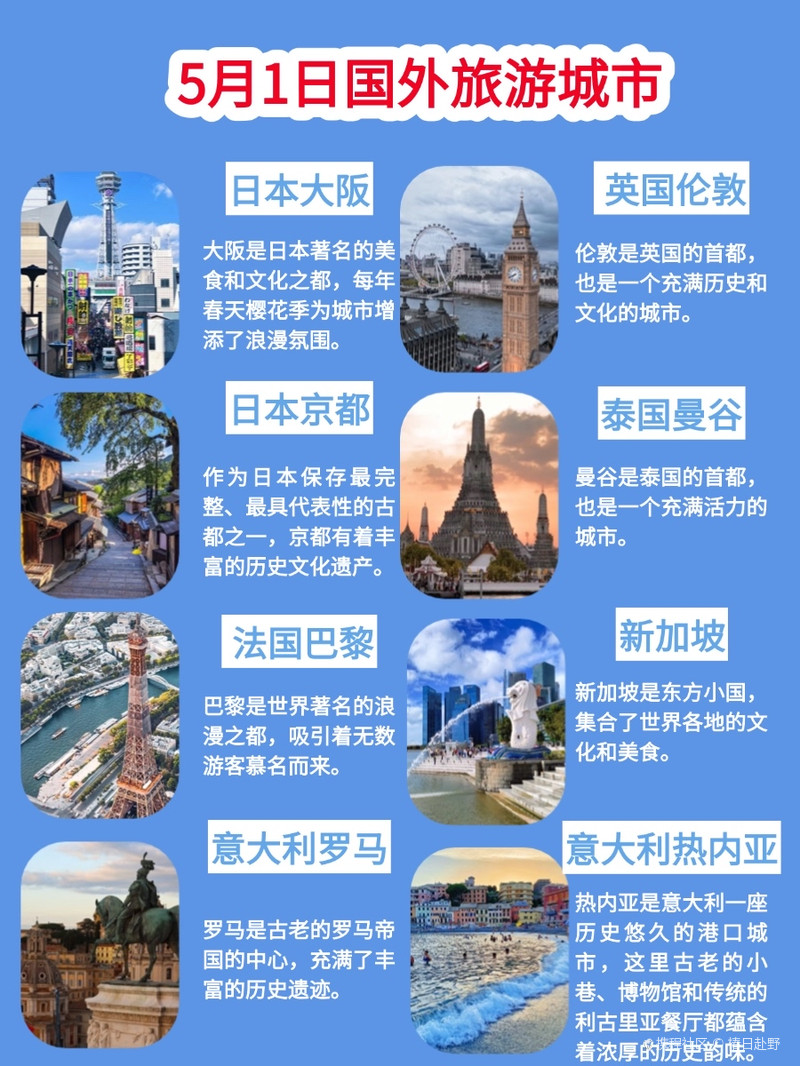 5月1日国外旅游城市
日本大阪
大阪是日本著名的美
食和文化之都，每年
春天樱花季为城市增
添了浪漫氛围。
英国伦敦
伦敦是英国的首都，
也是一个充满历史和
文化的城市。
日本京都
作为日本保存最完
整、最具代表性的古
都之一，京都有着丰
富的历史文化遗产。
泰国曼谷
曼谷是泰国的首都，
也是一个充满活力的
城市。
法国巴黎
巴黎是世界著名的浪
漫之都，吸引着无数
游客慕名而来。
新加坡
新加坡是东方小国，
集合了世界各地的文
化和美食。
意大利罗马
罗马是古老的罗马帝
国的中心，充满了丰
富的历史遗迹。
意大利热内亚
热内亚是意大利一座
历史悠久的港口城
市，这里古老的小
巷、博物馆和传统的
利古里亚餐厅都蕴含
着浓厚的历史韵味。